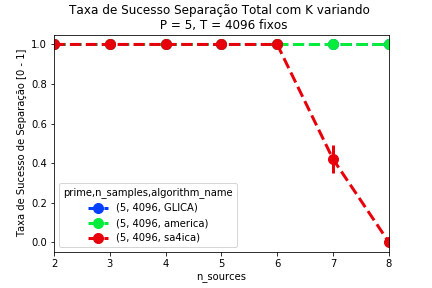 Taxa de Sucesso Separação Total com K variando
P = 5, T = 4096 fixos
Taxa de Sucesso de Separação [0 - 1]
1.0
0.8
0.6
0.4
0.2
0.0
prime,n_samples,algorithm_name
(5, 4096, GLICA)
(5, 4096, america)
(5, 4096, sa4ica)
2 3 4 5 6 7 8
n_sources